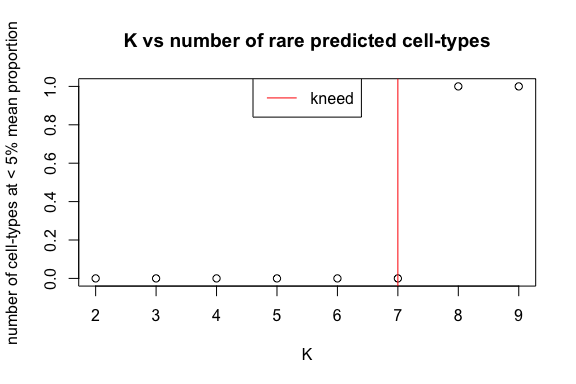 K vs number of rare predicted cell-types
number of cell-types at < 5% mean proportion
1.0
0.8
0.6
0.4
0.2
0.0
kneed
2 3 4 5 6 7 8 9
K